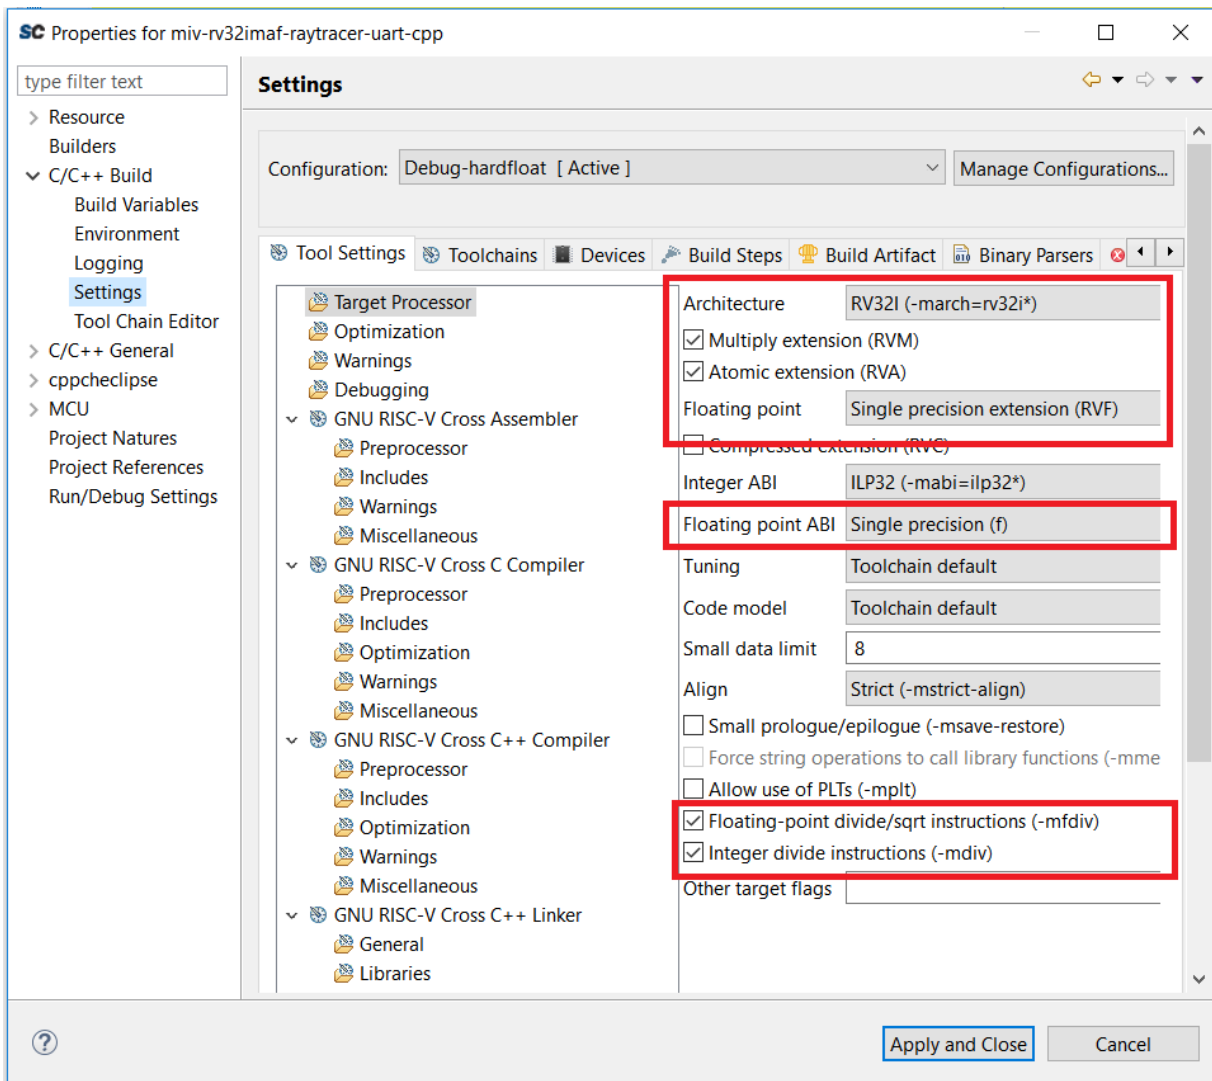 SC Properties for miv-rv32imaf-raytracer-uart-cpp
type filter text
Resource
Builders
C/C++ Build
Build Variables
Environment
Logging
Settings
Tool Chain Editor
C/C++ General
cppcheclipse
MCU
Project Natures
Project References
Run/Debug Settings
Settings
Configuration: Debug-hardfloat [ Active ] Manage Configurations...
Tool Settings Toolchains Devices Build Steps Build Artifact Binary Parsers
Target Processor
Optimization
Warnings
Debugging
GNU RISC-V Cross Assembler
Preprocessor
Includes
Warnings
Miscellaneous
GNU RISC-V Cross C Compiler
Preprocessor
Includes
Optimization
Warnings
Miscellaneous
GNU RISC-V Cross C++ Compiler
Preprocessor
Includes
Optimization
Warnings
Miscellaneous
GNU RISC-V Cross C++ Linker
General
Libraries
Architecture RV32I (-march=rv32i*)
Multiply extension (RVM)
Atomic extension (RVA)
Floating point Single precision extension (RVF)
Compressed extension (RVC)
Integer ABI ILP32 (-mabi=ilp32*)
Floating point ABI Single precision (f)
Tuning Toolchain default
Code model Toolchain default
Small data limit 8
Align Strict (-mstrict-align)
Small prologue/epilogue (-msave-restore)
Force string operations to call library functions (-mme
Allow use of PLTs (-mplt)
Floating-point divide/sqrt instructions (-mfdiv)
Integer divide instructions (-mdiv)
Other target flags
? Apply and Close Cancel